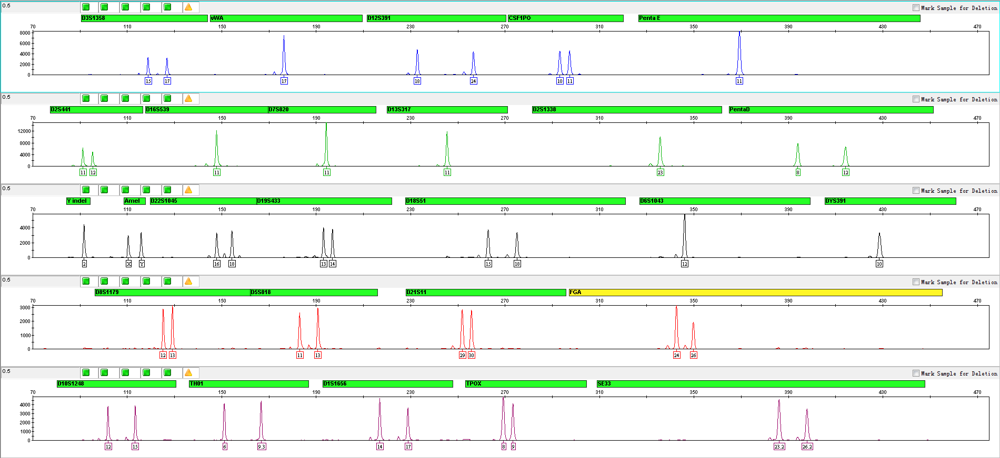 0.5
Mark Sample for Deletion
D3S1358 vWA D12S391 CSF1PO Penta E
70 110 150 190 230 270 310 350 390 430 470
8000
6000
4000
2000
0
15 17 17 18 24 10 11 11
0.5
Mark Sample for Deletion
D2S441 D16S539 D7S820 D13S317 D2S1338 PentaD
70 110 150 190 230 270 310 350 390 430 470
12000
8000
4000
0
11 12 11 11 11 23 8 12
0.5
Mark Sample for Deletion
Y indel Amel D22S1045 D19S433 D18S51 D6S1043 DYS391
70 110 150 190 230 270 310 350 390 430 470
4000
2000
0
2 X Y 16 18 13 14 15 18 12 10
0.5
Mark Sample for Deletion
D8S1179 D5S818 D21S11 FGA
70 110 150 190 230 270 310 350 390 430 470
3000
2000
1000
0
12 13 11 13 29 30 24 26
0.5
Mark Sample for Deletion
D10S1248 TH01 D1S1656 TPOX SE33
70 110 150 190 230 270 310 350 390 430 470
4000
3000
2000
1000
0
12 15 6 9.3 14 17 8 9 23.2 26.2